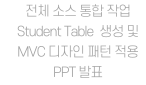 전체 소스 통합 작업
Student Table 생성 및
MVC 디자인 패턴 적용
PPT 발표